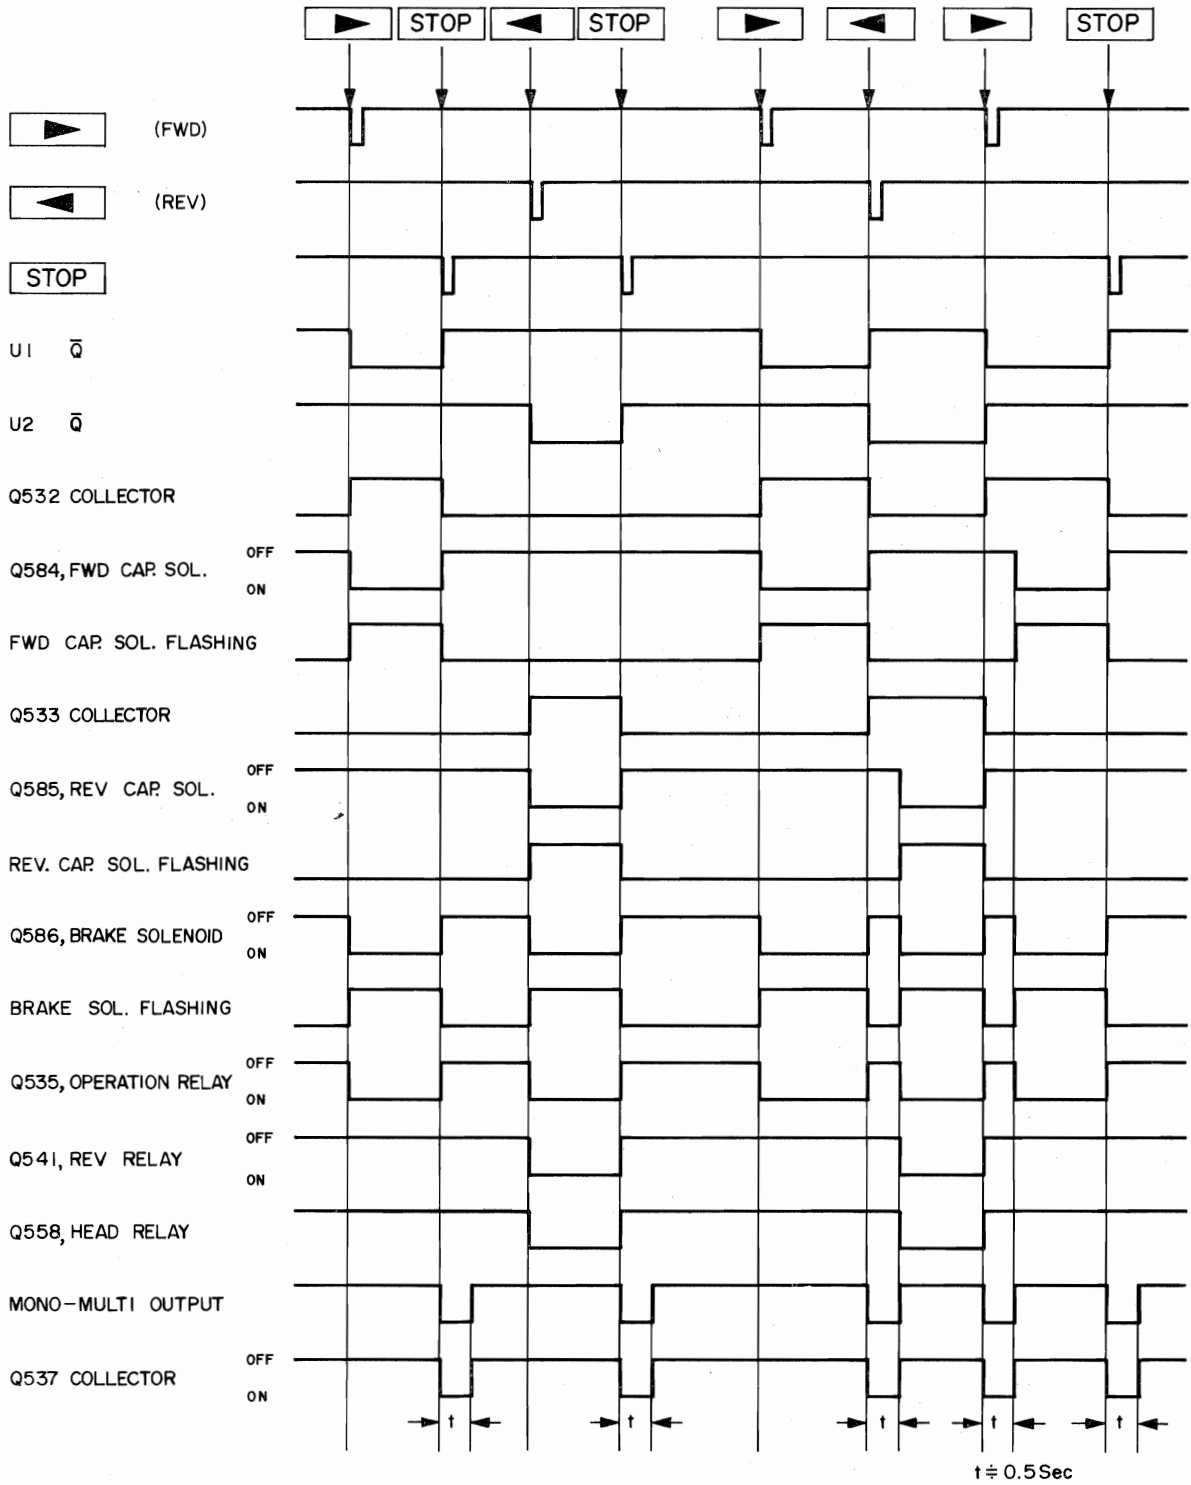 STOP STOP STOP
(FWD)
(REV)
STOP
U1 Q̅
U2 Q̅
Q532 COLLECTOR
Q584, FWD CAP. SOL. OFF ON
FWD CAP. SOL. FLASHING
Q533 COLLECTOR
Q585, REV CAP. SOL. OFF ON
REV. CAP. SOL. FLASHING
Q586, BRAKE SOLENOID OFF ON
BRAKE SOL. FLASHING
Q535, OPERATION RELAY OFF ON
Q541, REV RELAY OFF ON
Q558, HEAD RELAY
MONO-MULTI OUTPUT
Q537 COLLECTOR OFF ON
t t t t t
t ≑ 0.5 Sec